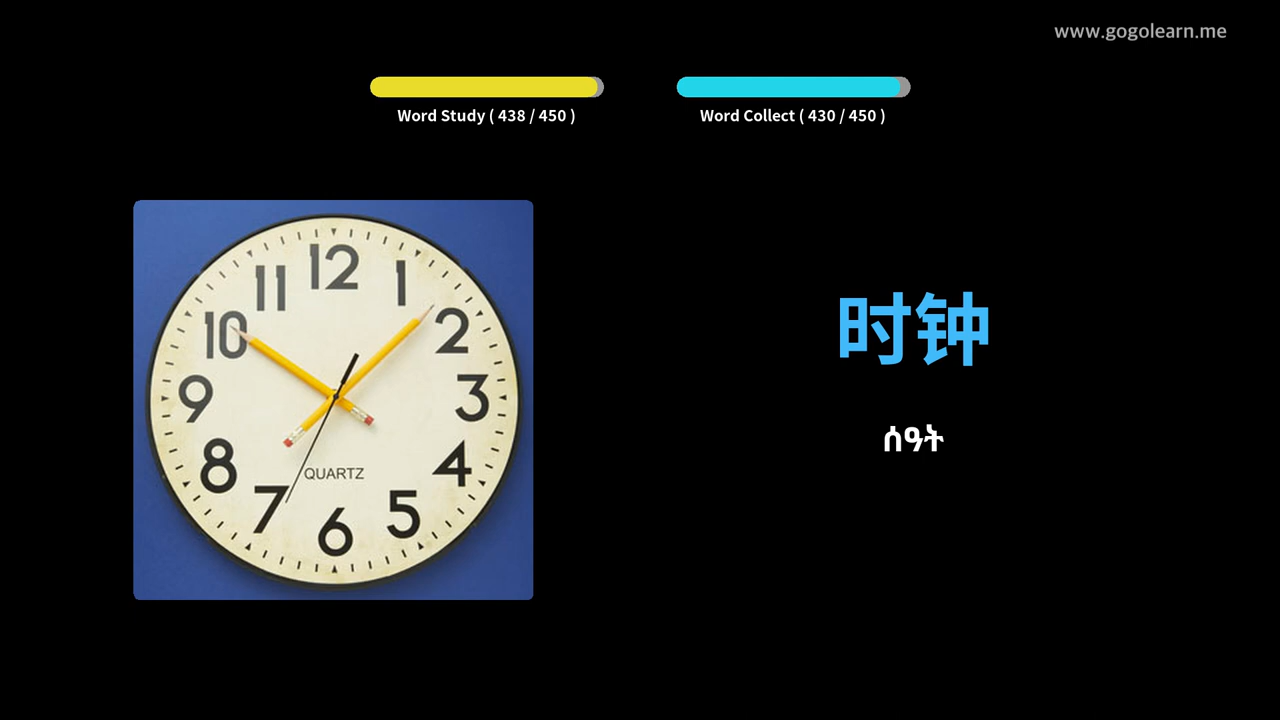 www.gogolearn.me
Word Study ( 438 / 450 )
Word Collect ( 430 / 450 )
12
11
1
10
2
9
3
8
4
QUARTZ
7
5
6
时钟
ሰዓት